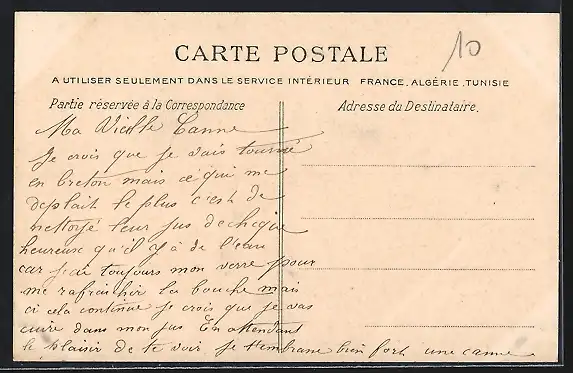 10
CARTE POSTALE
A UTILISER SEULEMENT DANS LE SERVICE INTÉRIEUR FRANCE, ALGÉRIE, TUNISIE
Partie réservée à la Correspondance
Adresse du Destinataire.
Ma Vieille Canne
Je crois que je vais tourné
en breton mais ce qui me
deplait le plus c'est de
nettoyé leur jus de chique
heureuse qu'il y à de l'eau
car j'ai toujours mon verre pour
me rafraichir la bouche mais
si cela continue je crois que je vas
cuire dans mon jus En attendant
le plaisir de te voir je t'embrasse bien fort une canne